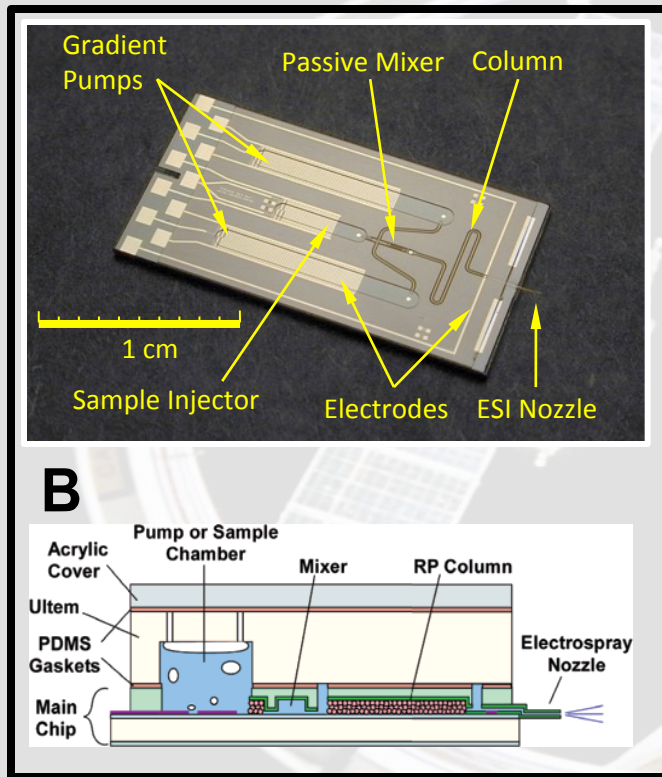 Gradient
Pumps
Passive Mixer
Column
1 cm
Sample Injector
Electrodes
ESI Nozzle
B
Pump or Sample
Chamber
Acrylic
Cover
Mixer
RP Column
Ultem
PDMS
Gaskets
Electrospray
Nozzle
Main
Chip